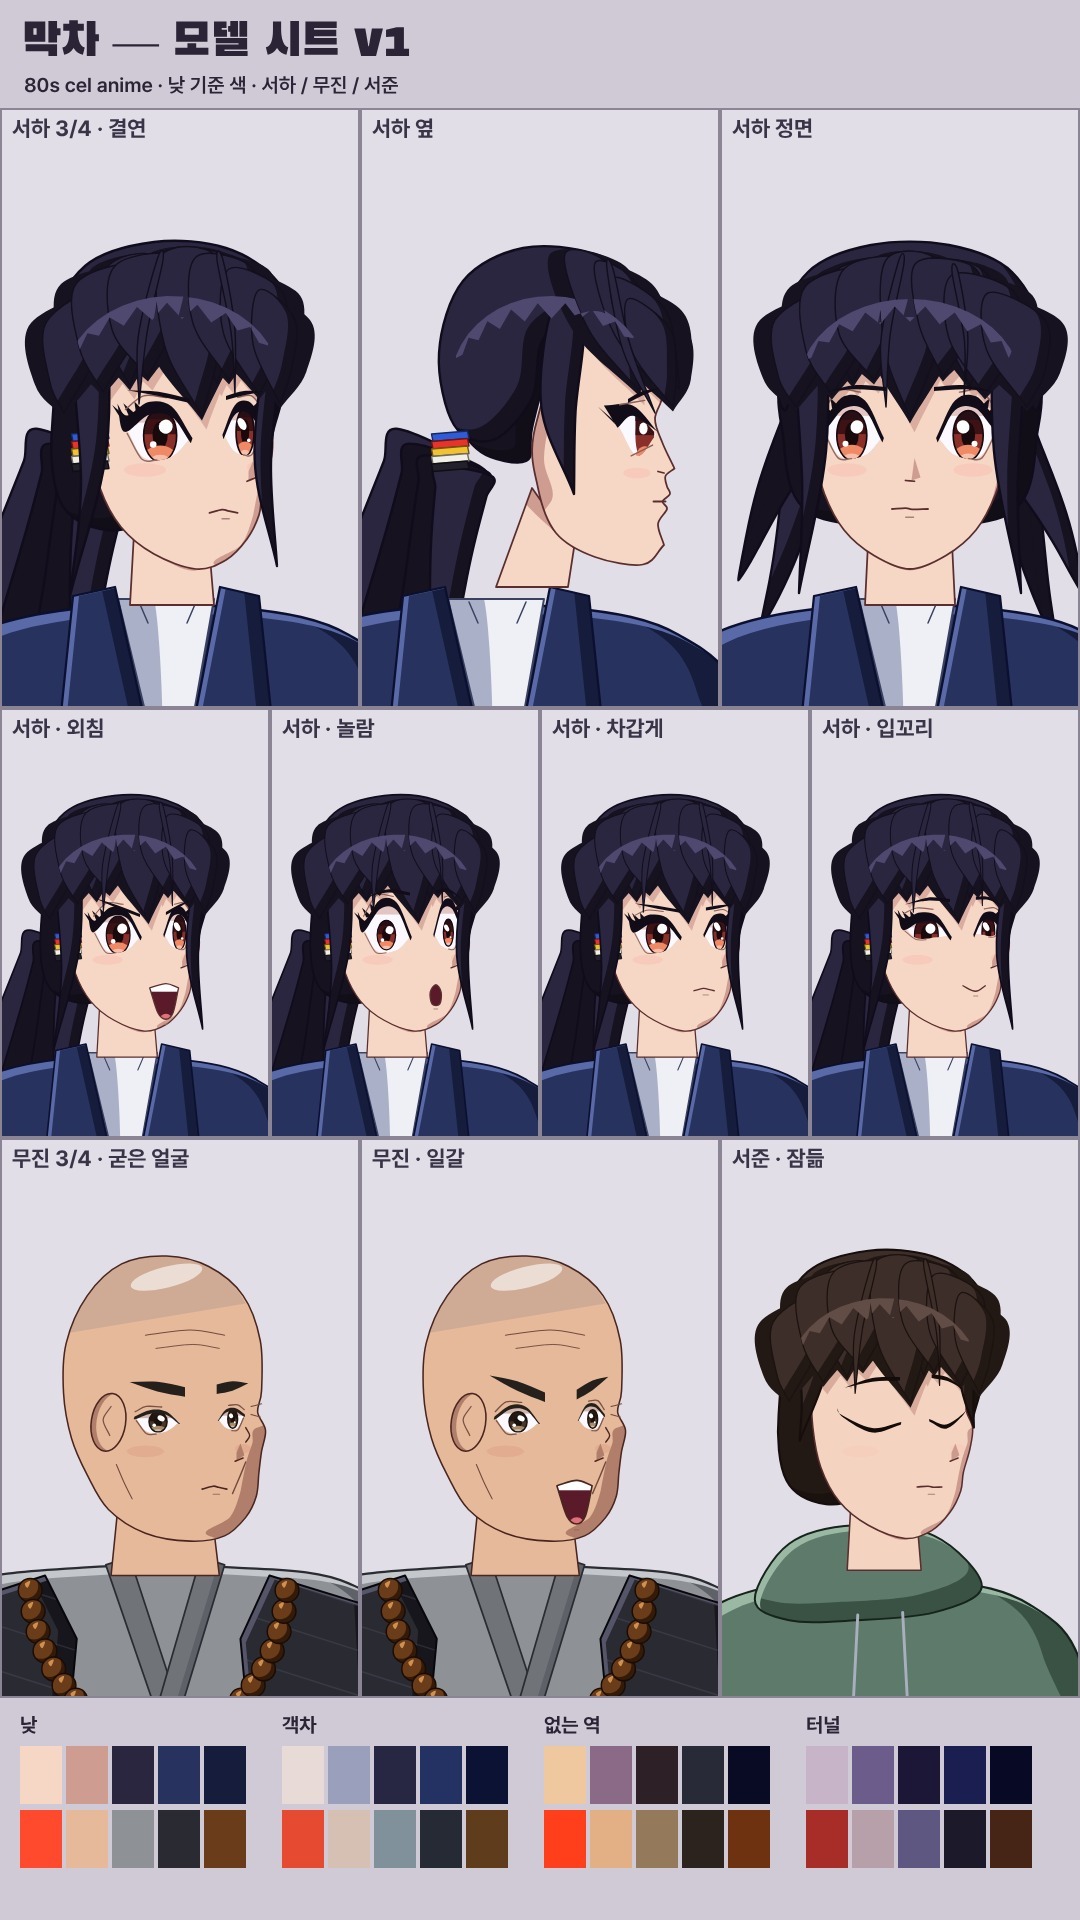 막차 — 모델 시트 v1
80s cel anime · 낮 기준 색 · 서하 / 무진 / 서준
서하 3/4 · 결연
서하 옆
서하 정면
서하 · 외침
서하 · 놀람
서하 · 차갑게
서하 · 입꼬리
무진 3/4 · 굳은 얼굴
무진 · 일갈
서준 · 잠듦
낮
객차
없는 역
터널